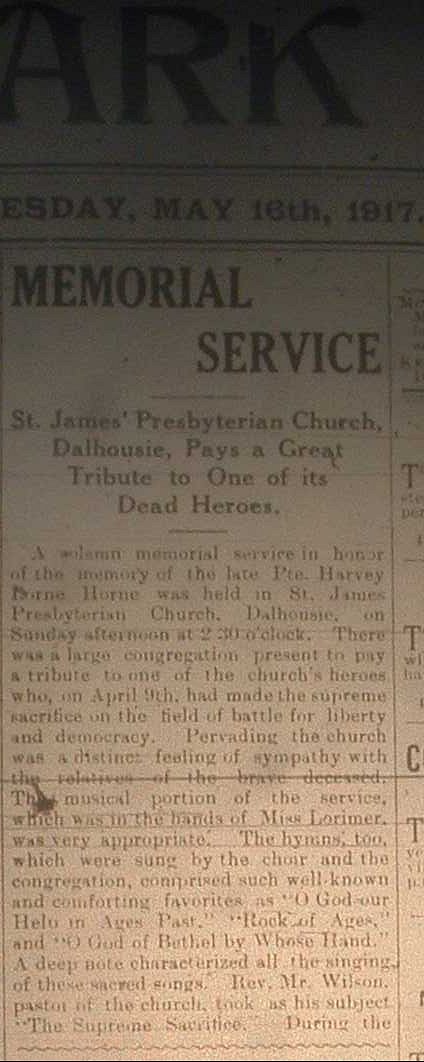 ARK
ESDAY, MAY 16th, 1917.
MEMORIAL
SERVICE
St. James' Presbyterian Church,
Dalhousie, Pays a Great
Tribute to One of its
Dead Heroes.
A solemn memorial service in honor
of the memory of the late Pte. Harvey
Horne was held in St. James
Presbyterian Church, Dalhousie, on
Sunday afternoon at 2 30 o'clock. There
was a large congregation present to pay
a tribute to one of the church's heroes
who, on April 9th, had made the supreme
sacrifice on the field of battle for liberty
and democracy. Pervading the church
was a distinct feeling of sympathy with
the relatives of the brave deceased.
The musical portion of the service,
which was in the hands of Miss Lorimer,
was very appropriate. The hymns, too,
which were sung by the choir and the
congregation, comprised such well-known
and comforting favorites as "O God our
Help in Ages Past," "Rock of Ages,"
and "O God of Bethel by Whose Hand."
A deep note characterized all the singing
of these sacred songs. Rev. Mr. Wilson,
pastor of the church, took as his subject
"The Supreme Sacrifice." During the